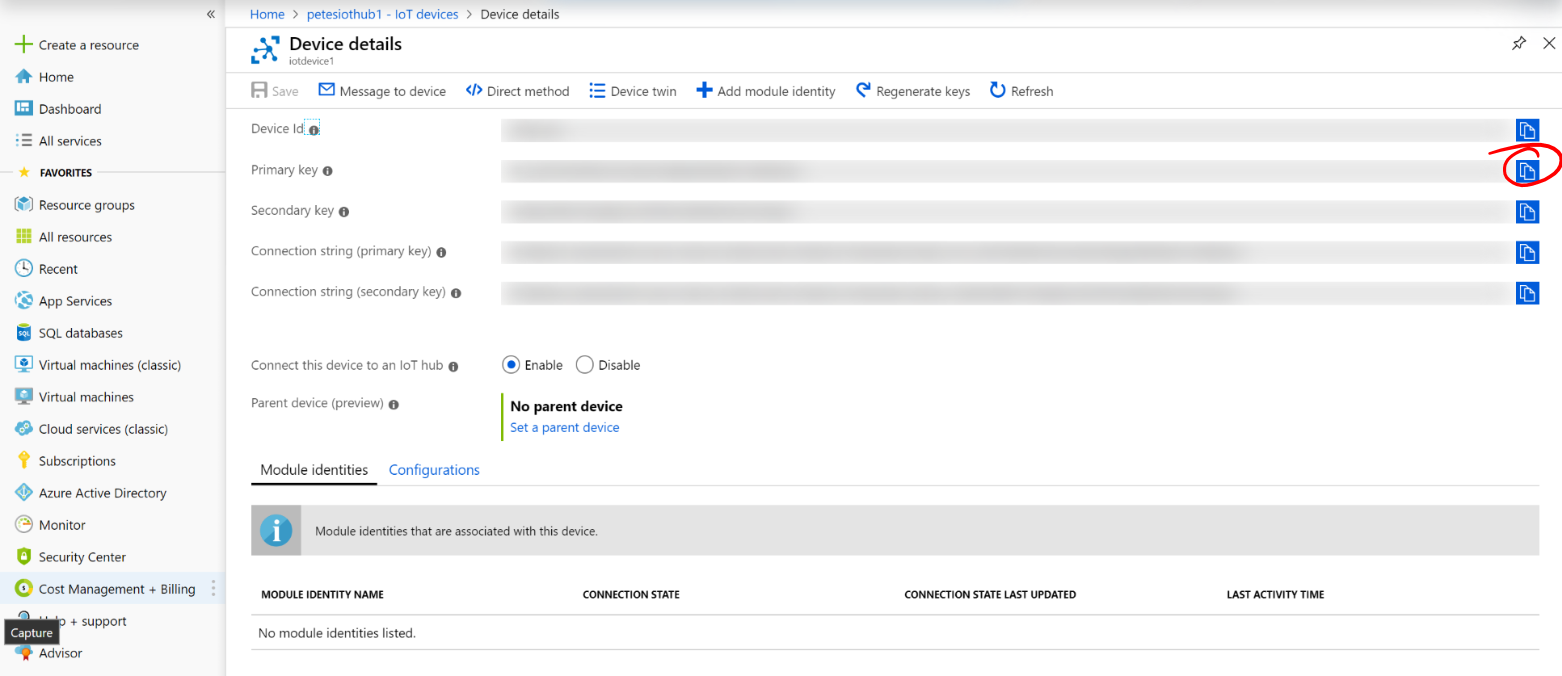 «
Create a resource
Home
Dashboard
All services
FAVORITES
Resource groups
All resources
Recent
App Services
SQL databases
Virtual machines (classic)
Virtual machines
Cloud services (classic)
Subscriptions
Azure Active Directory
Monitor
Security Center
Cost Management + Billing
+ support
Capture
Advisor
Home > petesiothub1 - IoT devices > Device details
Device details
iotdevice1
Save Message to device Direct method Device twin Add module identity Regenerate keys Refresh
Device Id
Primary key
Secondary key
Connection string (primary key)
Connection string (secondary key)
Connect this device to an IoT hub Enable Disable
Parent device (preview) No parent device
Set a parent device
Module identities Configurations
Module identities that are associated with this device.
MODULE IDENTITY NAME CONNECTION STATE CONNECTION STATE LAST UPDATED LAST ACTIVITY TIME
No module identities listed.